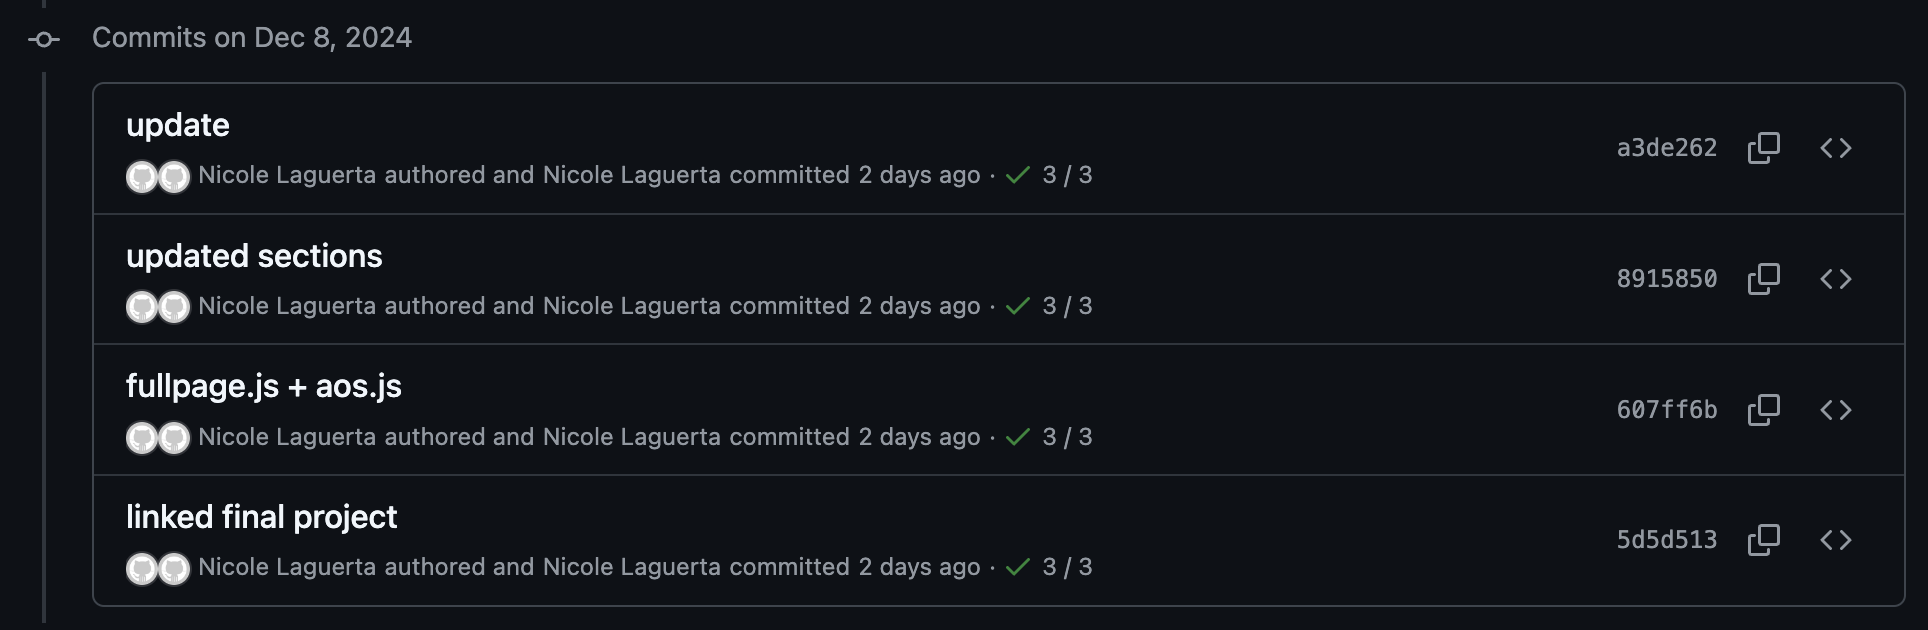 Commits on Dec 8, 2024
update
Nicole Laguerta authored and Nicole Laguerta committed 2 days ago · ✓ 3 / 3
a3de262
updated sections
Nicole Laguerta authored and Nicole Laguerta committed 2 days ago · ✓ 3 / 3
8915850
fullpage.js + aos.js
Nicole Laguerta authored and Nicole Laguerta committed 2 days ago · ✓ 3 / 3
607ff6b
linked final project
Nicole Laguerta authored and Nicole Laguerta committed 2 days ago · ✓ 3 / 3
5d5d513